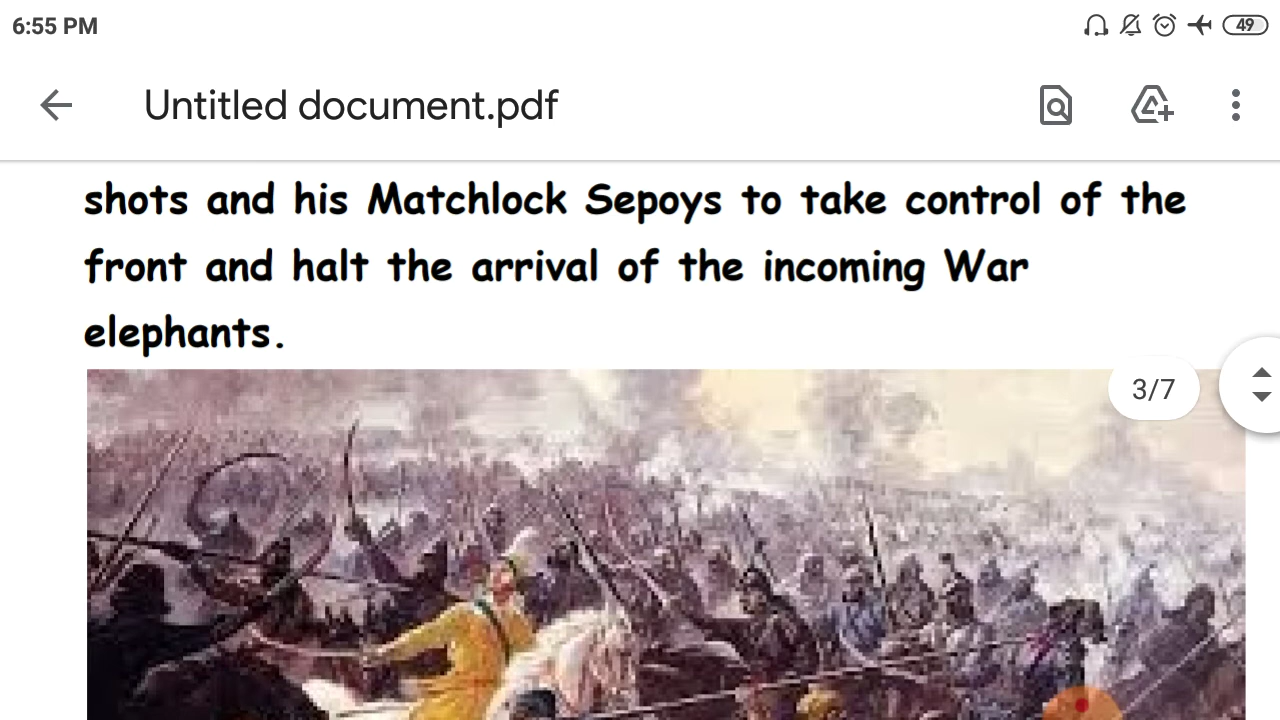 6:55 PM
49
Untitled document.pdf
shots and his Matchlock Sepoys to take control of the
front and halt the arrival of the incoming War
elephants.
3/7